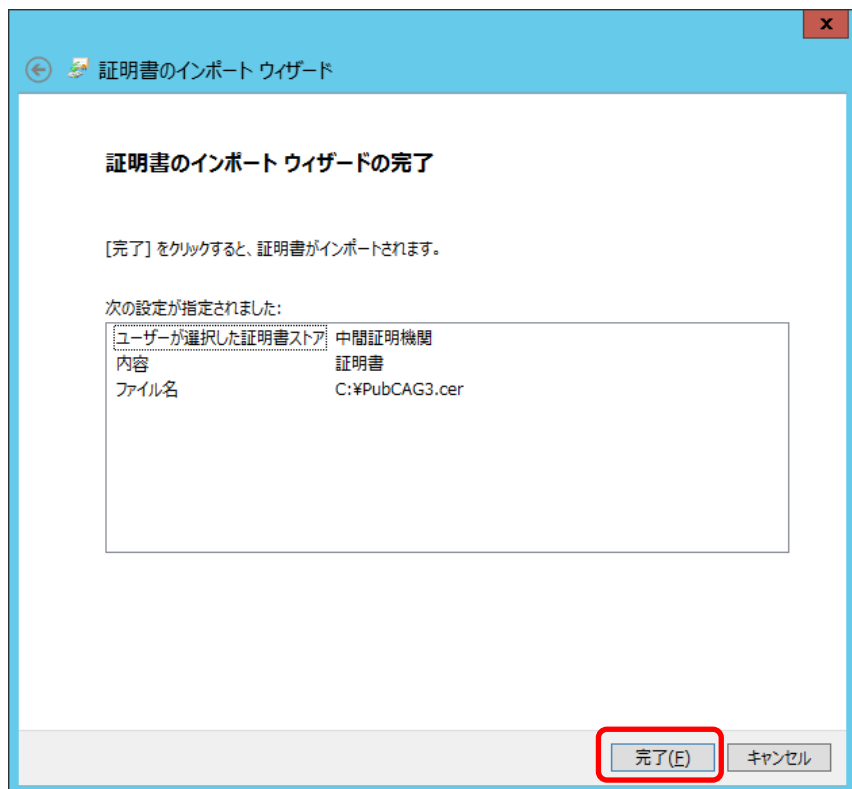 x
証明書のインポート ウィザード
証明書のインポート ウィザードの完了
[完了] をクリックすると、証明書がインポートされます。
次の設定が指定されました:
ユーザーが選択した証明書ストア 中間証明機関
内容 証明書
ファイル名 C:¥PubCAG3.cer
完了(F) キャンセル